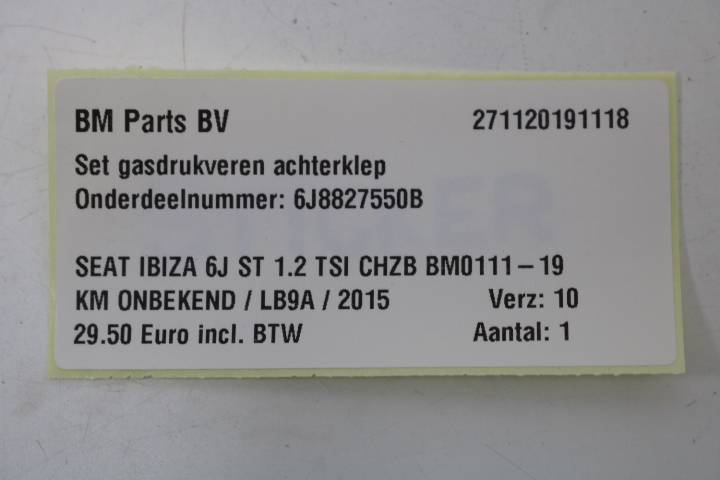 BM Parts BV 271120191118
Set gasdrukveren achterklep
Onderdeelnummer: 6J8827550B
STICKER
SEAT IBIZA 6J ST 1.2 TSI CHZB BM0111 – 19
KM ONBEKEND / LB9A / 2015 Verz: 10
29.50 Euro incl. BTW Aantal: 1